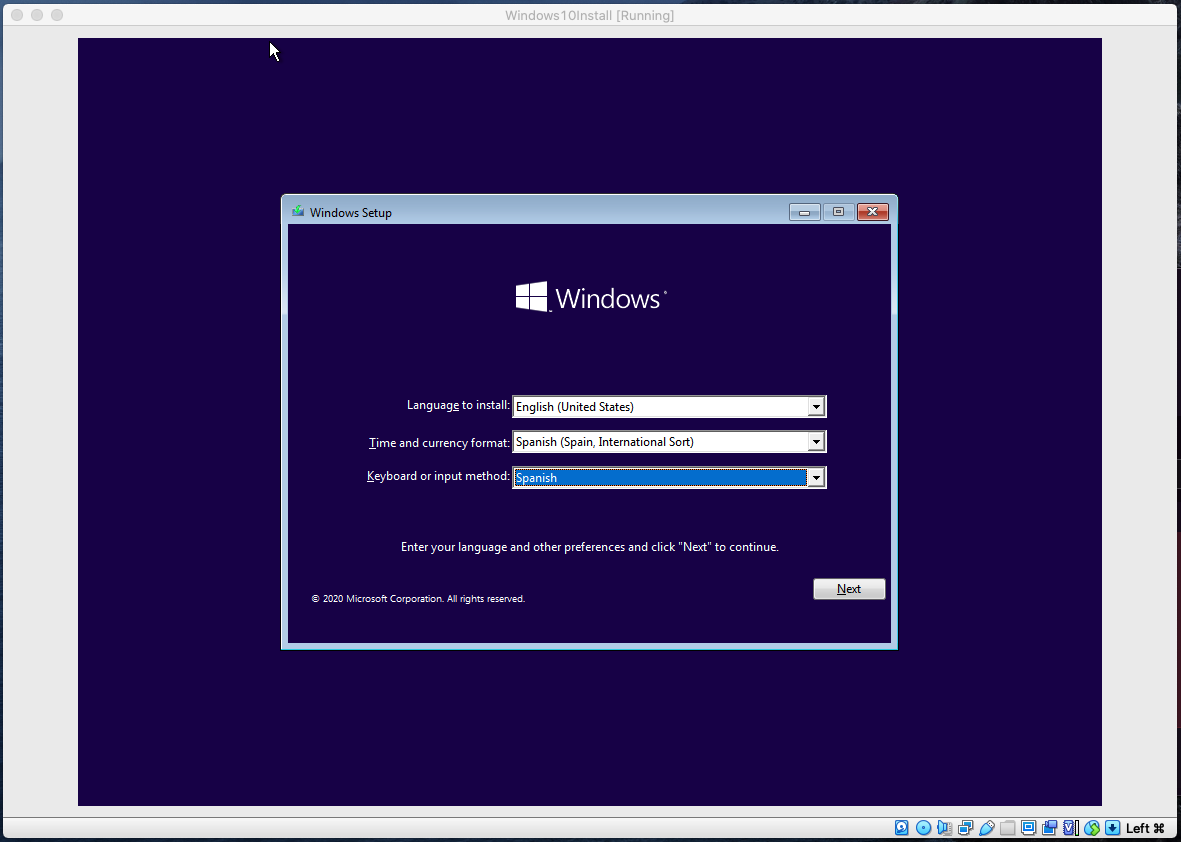 Windows10Install [Running]
Windows Setup
Windows
Language to install: English (United States)
Time and currency format: Spanish (Spain, International Sort)
Keyboard or input method: Spanish
Enter your language and other preferences and click "Next" to continue.
Next
© 2020 Microsoft Corporation. All rights reserved.
Left ⌘